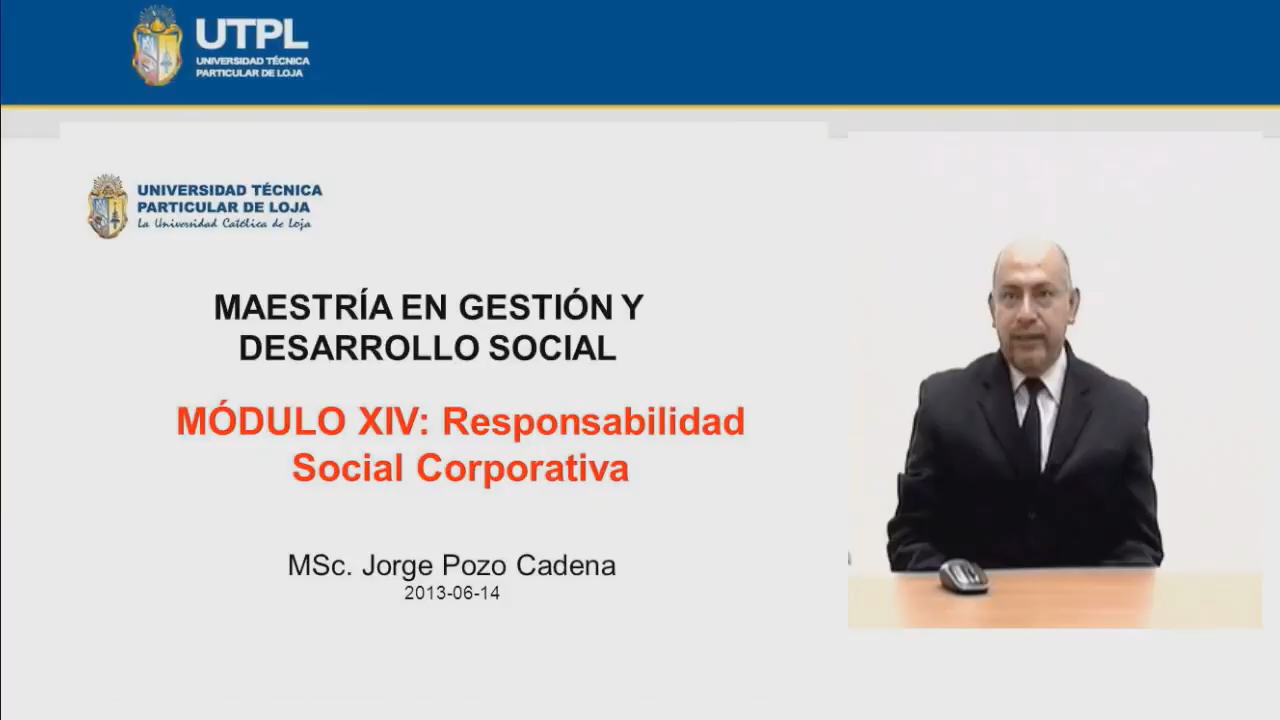 UTPL
UNIVERSIDAD TÉCNICA
PARTICULAR DE LOJA
UNIVERSIDAD TÉCNICA
PARTICULAR DE LOJA
La Universidad Católica de Loja
MAESTRÍA EN GESTIÓN Y
DESARROLLO SOCIAL
MÓDULO XIV: Responsabilidad
Social Corporativa
MSc. Jorge Pozo Cadena
2013-06-14